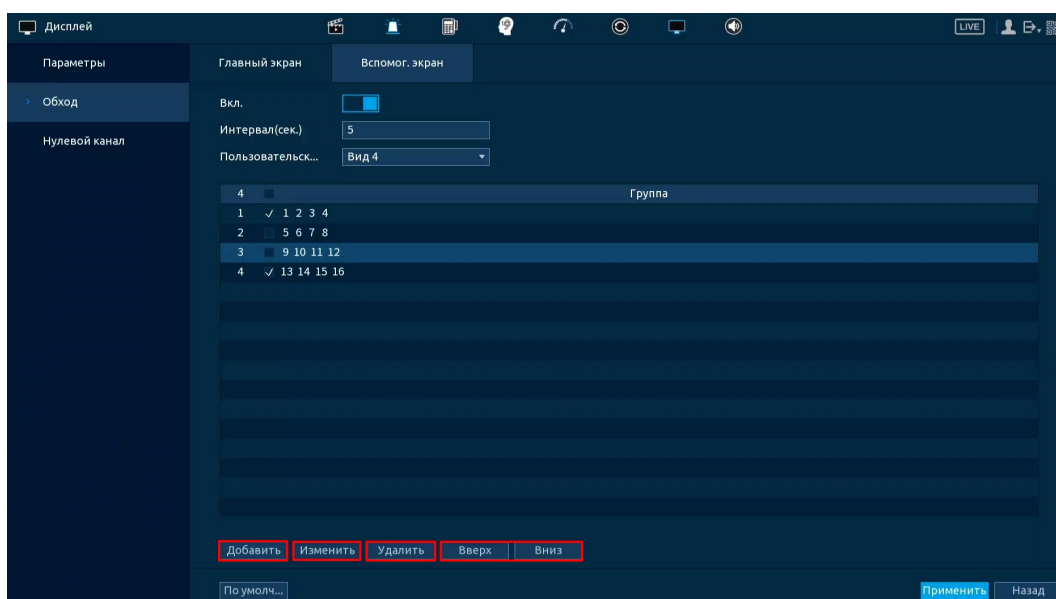 Дисплей
LIVE
Параметры
Обход
Нулевой канал
Главный экран Вспомог. экран
Вкл.
Интервал(сек.) 5
Пользовательск... Вид 4
4 Группа
1 1 2 3 4
2 5 6 7 8
3 9 10 11 12
4 13 14 15 16
Добавить Изменить Удалить Вверх Вниз
По умолч... Применить Назад